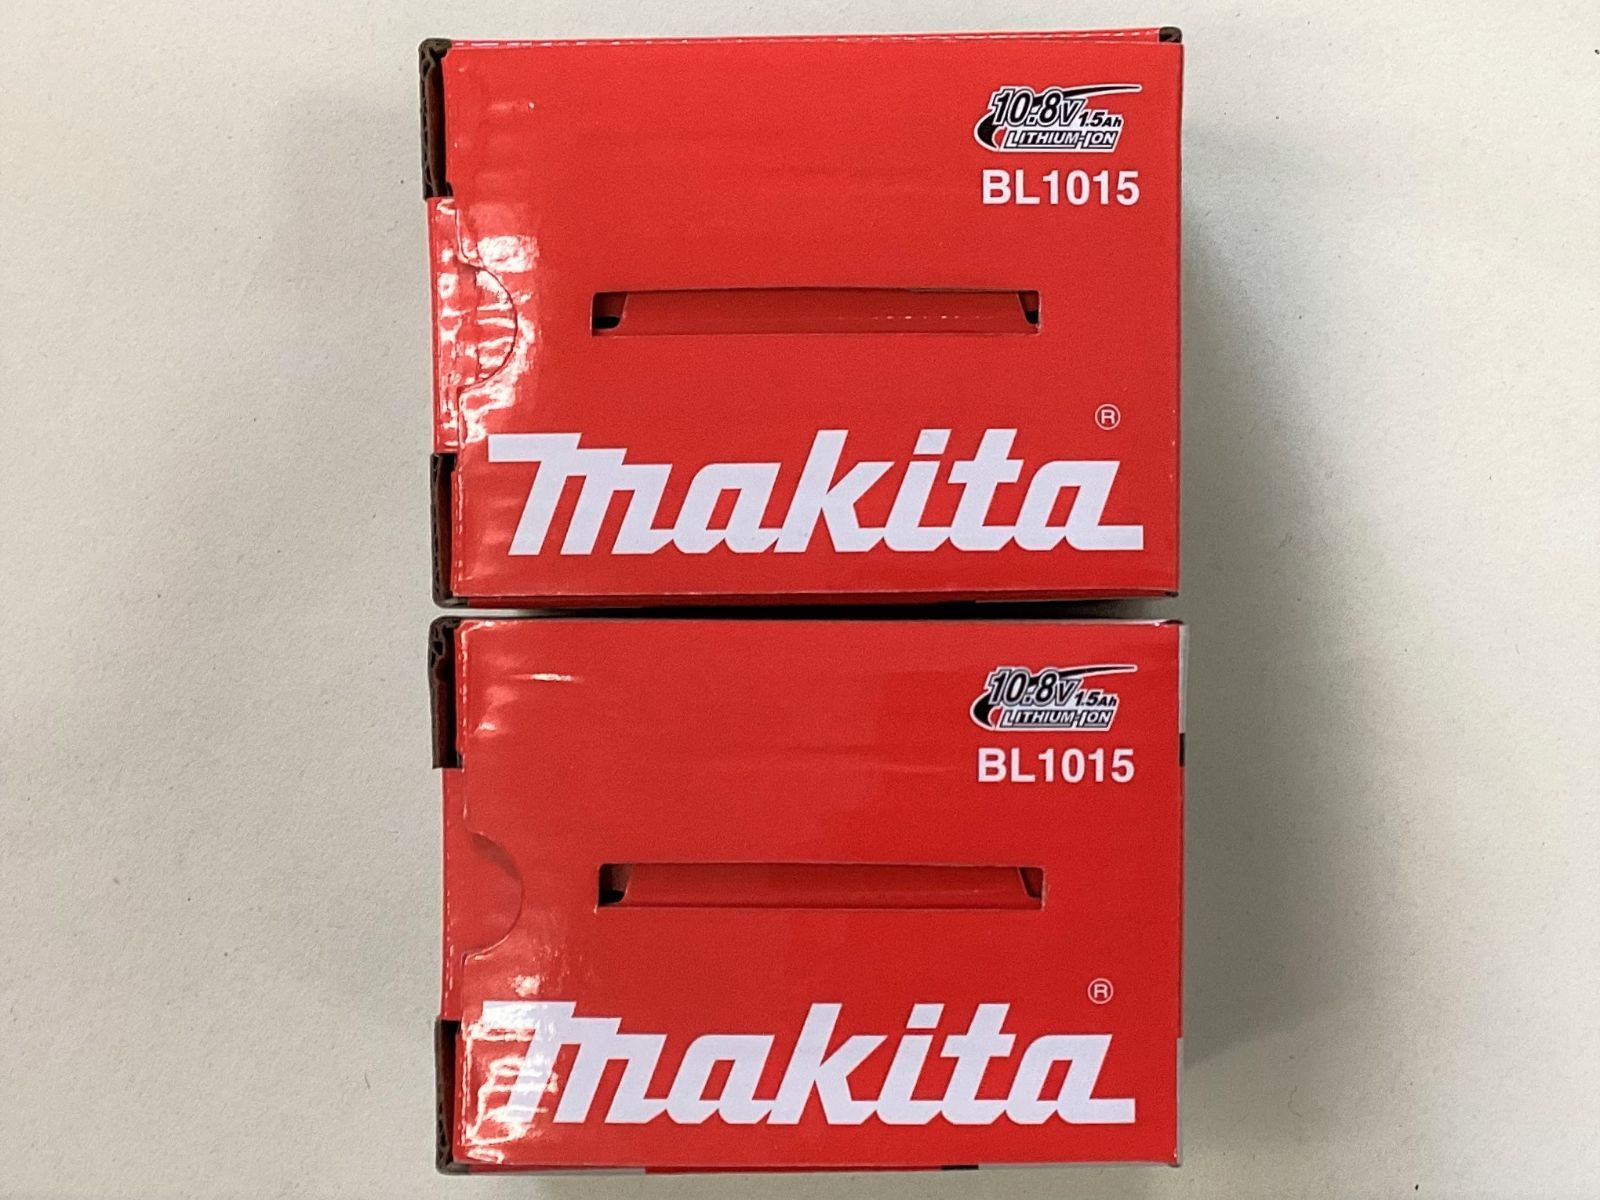 10.8V 1.5Ah
LITHIUM-ION
BL1015
®
makita
10.8V 1.5Ah
LITHIUM-ION
BL1015
®
makita